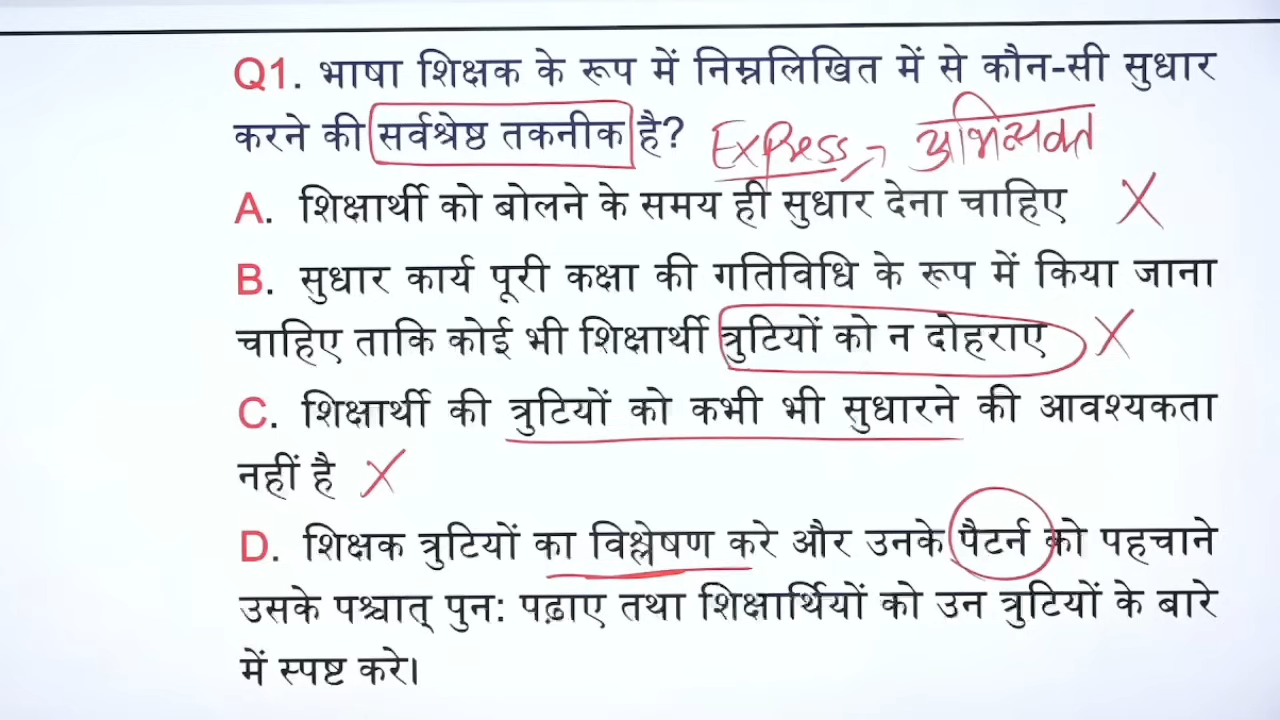 Q1. भाषा शिक्षक के रूप में निम्नलिखित में से कौन-सी सुधार
करने की सर्वश्रेष्ठ तकनीक है? Express → अभिव्यक्त
A. शिक्षार्थी को बोलने के समय ही सुधार देना चाहिए X
B. सुधार कार्य पूरी कक्षा की गतिविधि के रूप में किया जाना
चाहिए ताकि कोई भी शिक्षार्थी त्रुटियों को न दोहराए X
C. शिक्षार्थी की त्रुटियों को कभी भी सुधारने की आवश्यकता
नहीं है X
D. शिक्षक त्रुटियों का विश्लेषण करे और उनके पैटर्न को पहचाने
उसके पश्चात् पुन: पढ़ाए तथा शिक्षार्थियों को उन त्रुटियों के बारे
में स्पष्ट करे।